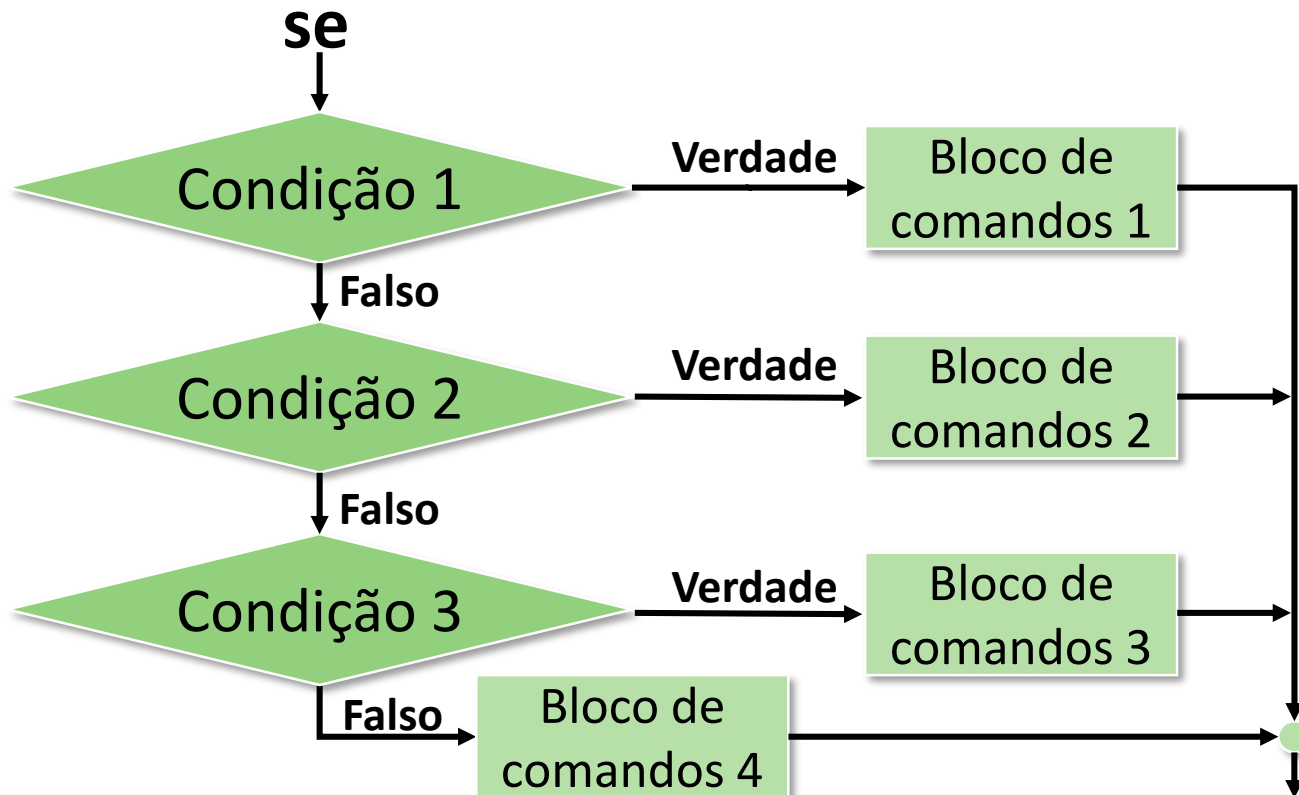 se
Condição 1
Verdade
Bloco de
comandos 1
Falso
Condição 2
Verdade
Bloco de
comandos 2
Falso
Condição 3
Verdade
Bloco de
comandos 3
Falso
Bloco de
comandos 4